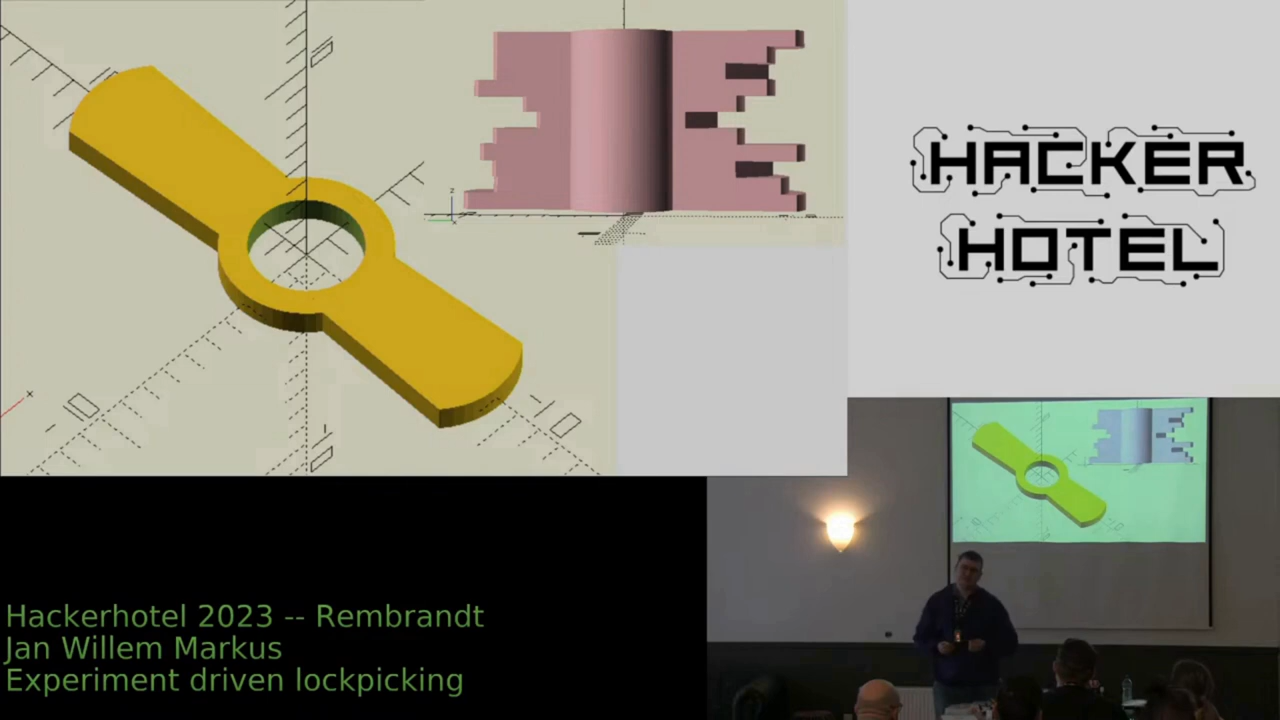 HACKER
HOTEL
Hackerhotel 2023 -- Rembrandt
Jan Willem Markus
Experiment driven lockpicking